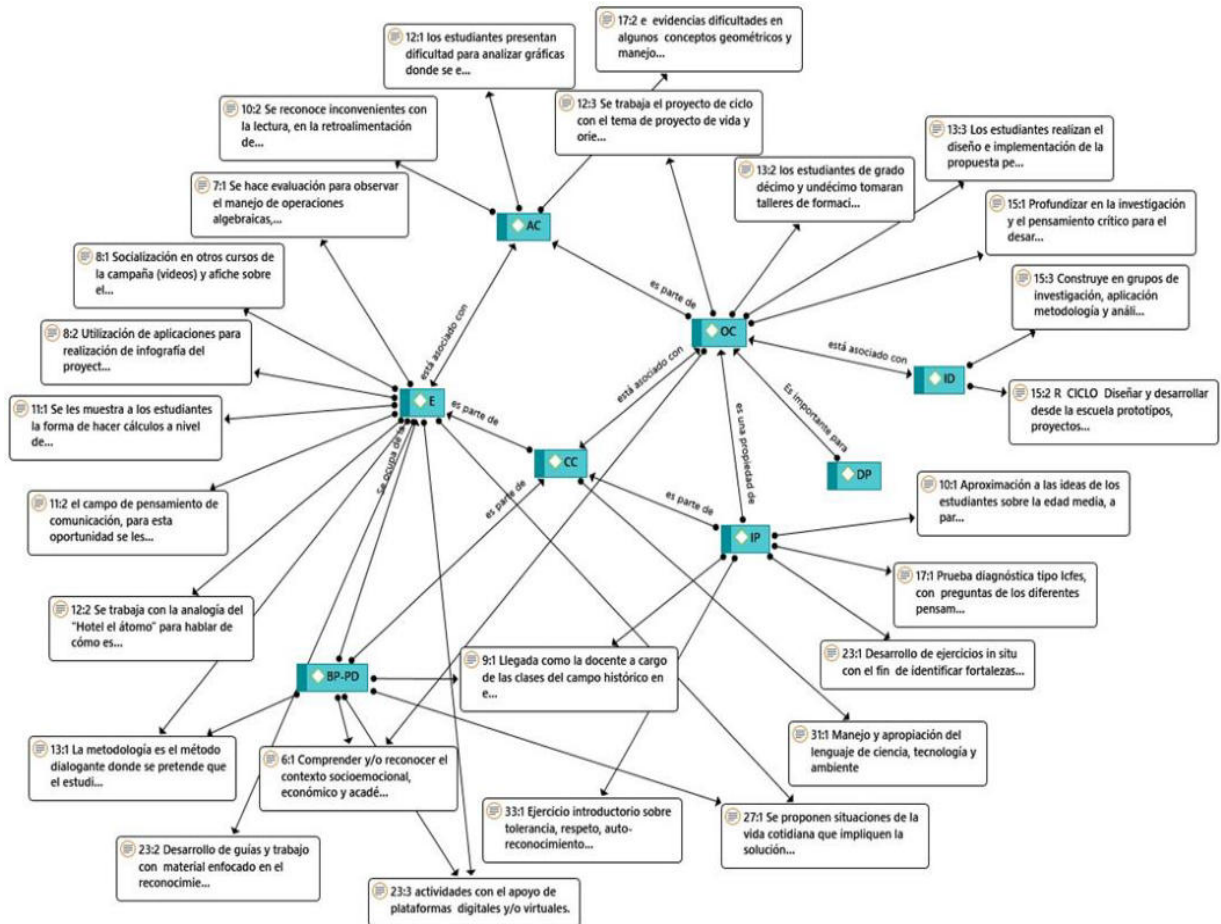 17:2 e evidencias dificultades en
algunos conceptos geométricos y
manejo...
12:1 los estudiantes presentan
dificultad para analizar gráficas
donde se e...
10:2 Se reconoce inconvenientes con
la lectura, en la retroalimentación
de...
12:3 Se trabaja el proyecto de ciclo
con el tema de proyecto de vida y
orie...
13:3 Los estudiantes realizan el
diseño e implementación de la
propuesta pe...
13:2 los estudiantes de grado
décimo y undécimo tomaran
talleres de formaci...
7:1 Se hace evaluación para observar
el manejo de operaciones
algebraicas,...
15:1 Profundizar en la investigación
y el pensamiento crítico para el
desar...
AC
8:1 Socialización en otros cursos de
la campaña (videos) y afiche sobre
el...
es parte de
15:3 Construye en grupos de
investigación, aplicación
metodología y análi...
8:2 Utilización de aplicaciones para
realización de infografía del
proyect...
está asociado con
OC
está asociado con
está asociado con
ID
15:2 R CICLO Diseñar y desarrollar
desde la escuela prototipos,
proyectos...
11:1 Se les muestra a los estudiantes
la forma de hacer cálculos a nivel
de...
E
es parte de
Es importante para
se ocupa de la
CC
es una propiedad de
DP
11:2 el campo de pensamiento de
comunicación, para esta
oportunidad se les...
es parte de
es parte de
10:1 Aproximación a las ideas de los
estudiantes sobre la edad media, a
par...
IP
17:1 Prueba diagnóstica tipo Icfes,
con preguntas de los diferentes
pensam...
12:2 Se trabaja con la analogía del
"Hotel el átomo" para hablar de
cómo es...
9:1 Llegada como la docente a cargo
de las clases del campo histórico en
e...
23:1 Desarrollo de ejercicios in situ
con el fin de identificar fortalezas...
BP-PD
13:1 La metodología es el método
dialogante donde se pretende que
el estudi...
6:1 Comprender y/o reconocer el
contexto socioemocional,
económico y acadé...
31:1 Manejo y apropiación del
lenguaje de ciencia, tecnología y
ambiente
33:1 Ejercicio introductorio sobre
tolerancia, respeto, auto-
reconocimiento...
27:1 Se proponen situaciones de la
vida cotidiana que impliquen la
solución...
23:2 Desarrollo de guías y trabajo
con material enfocado en el
reconocimie...
23:3 actividades con el apoyo de
plataformas digitales y/o virtuales.